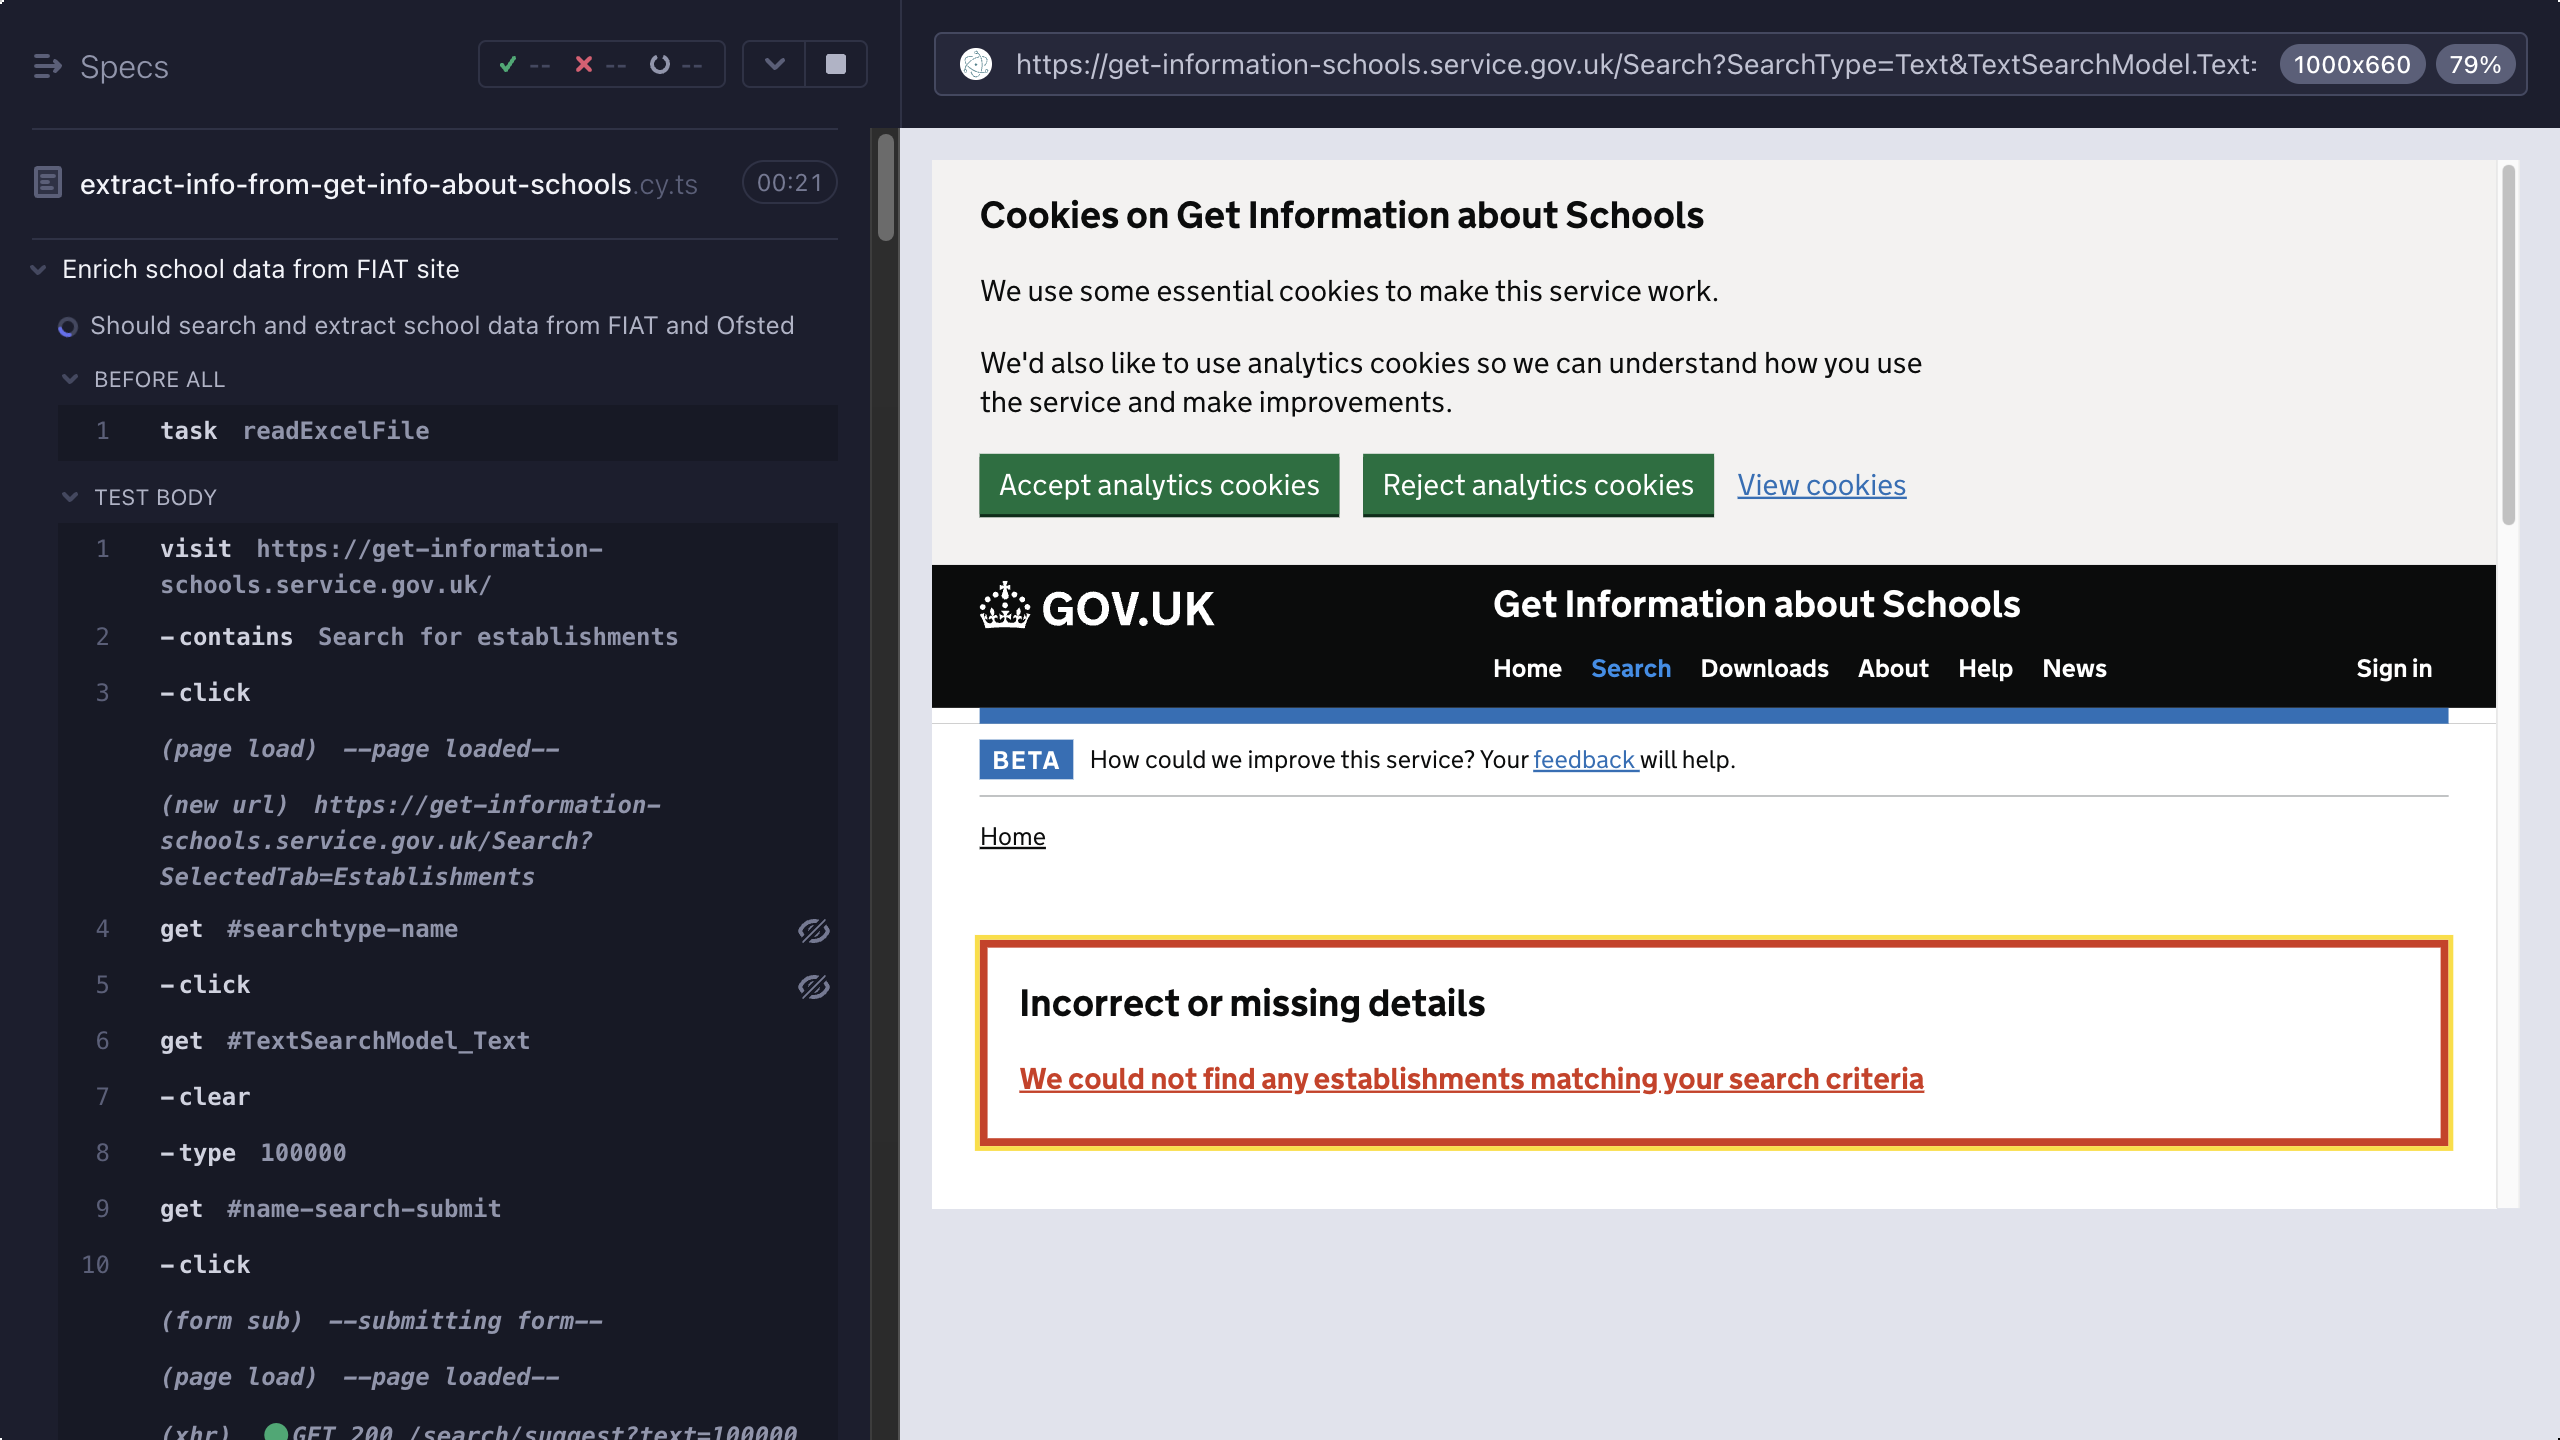 Specs
-- -- --
extract-info-from-get-info-about-schools.cy.ts 00:21
Enrich school data from FIAT site
Should search and extract school data from FIAT and Ofsted
BEFORE ALL
1 task readExcelFile
TEST BODY
1 visit https://get-information-
schools.service.gov.uk/
2 -contains Search for establishments
3 -click
(page load) --page loaded--
(new url) https://get-information-
schools.service.gov.uk/Search?
SelectedTab=Establishments
4 get #searchtype-name
5 -click
6 get #TextSearchModel_Text
7 -clear
8 -type 100000
9 get #name-search-submit
10 -click
(form sub) --submitting form--
(page load) --page loaded--
(xhr) GET 200 /search/suggest?text=100000
https://get-information-schools.service.gov.uk/Search?SearchType=Text&TextSearchModel.Text= 1000x660 79%
Cookies on Get Information about Schools
We use some essential cookies to make this service work.
We'd also like to use analytics cookies so we can understand how you use
the service and make improvements.
Accept analytics cookies Reject analytics cookies View cookies
GOV.UK Get Information about Schools
Home Search Downloads About Help News Sign in
BETA How could we improve this service? Your feedback will help.
Home
Incorrect or missing details
We could not find any establishments matching your search criteria